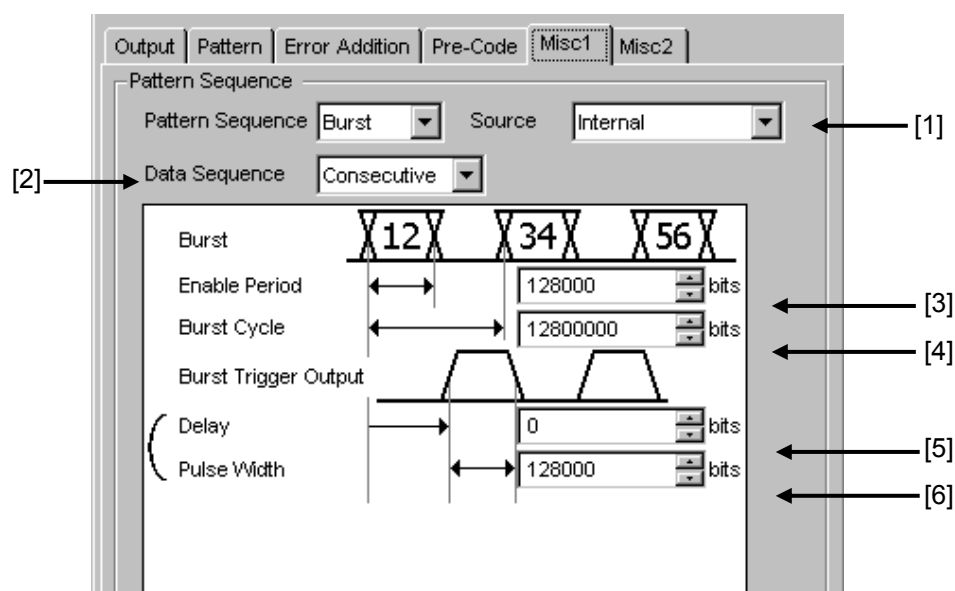 Output Pattern Error Addition Pre-Code Misc1 Misc2
Pattern Sequence
Pattern Sequence Burst Source Internal [1]
[2] Data Sequence Consecutive
Burst 12 34 56
Enable Period 128000 bits
[3]
Burst Cycle 12800000 bits
[4]
Burst Trigger Output
Delay 0 bits
[5]
Pulse Width 128000 bits
[6]